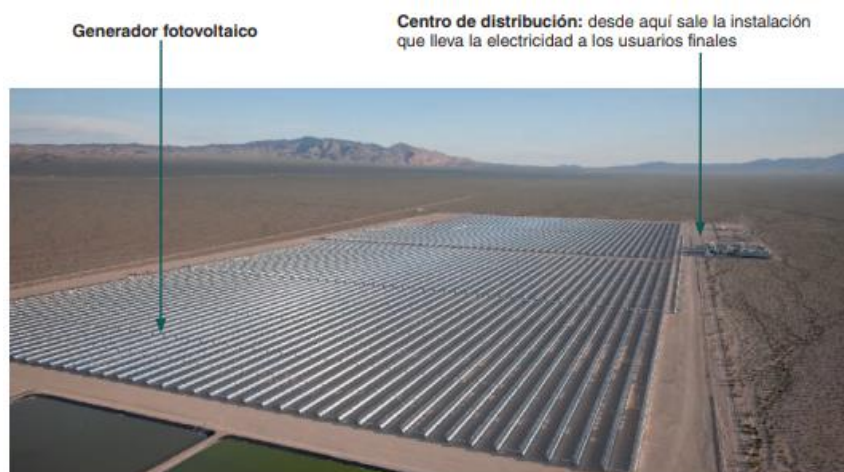 Generador fotovoltaico
Centro de distribución: desde aquí sale la instalación
que lleva la electricidad a los usuarios finales